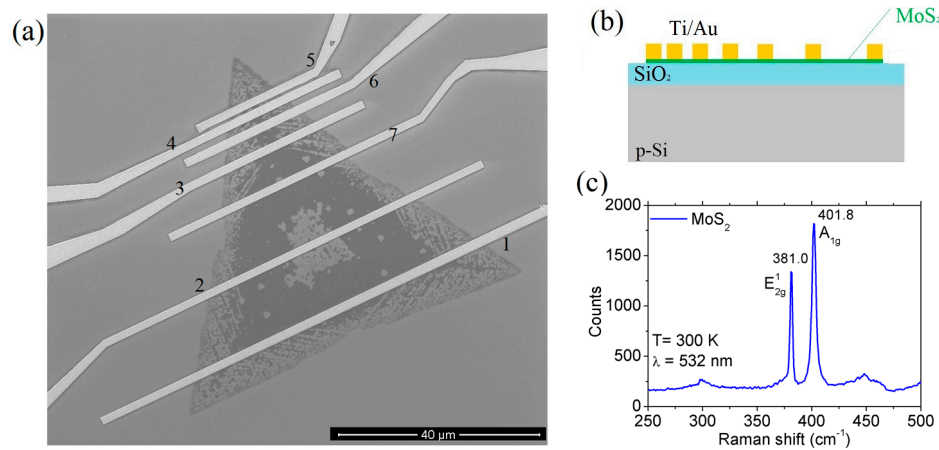 (a)
5
6
4
7
3
1
2
40 µm
(b)
Ti/Au
MoS₂
SiO₂
p-Si
(c)
MoS₂
401.8
A₁g
381.0
E¹₂g
T= 300 K
λ = 532 nm
Counts
2000
1500
1000
500
0
250
300
350
400
450
500
Raman shift (cm⁻¹)